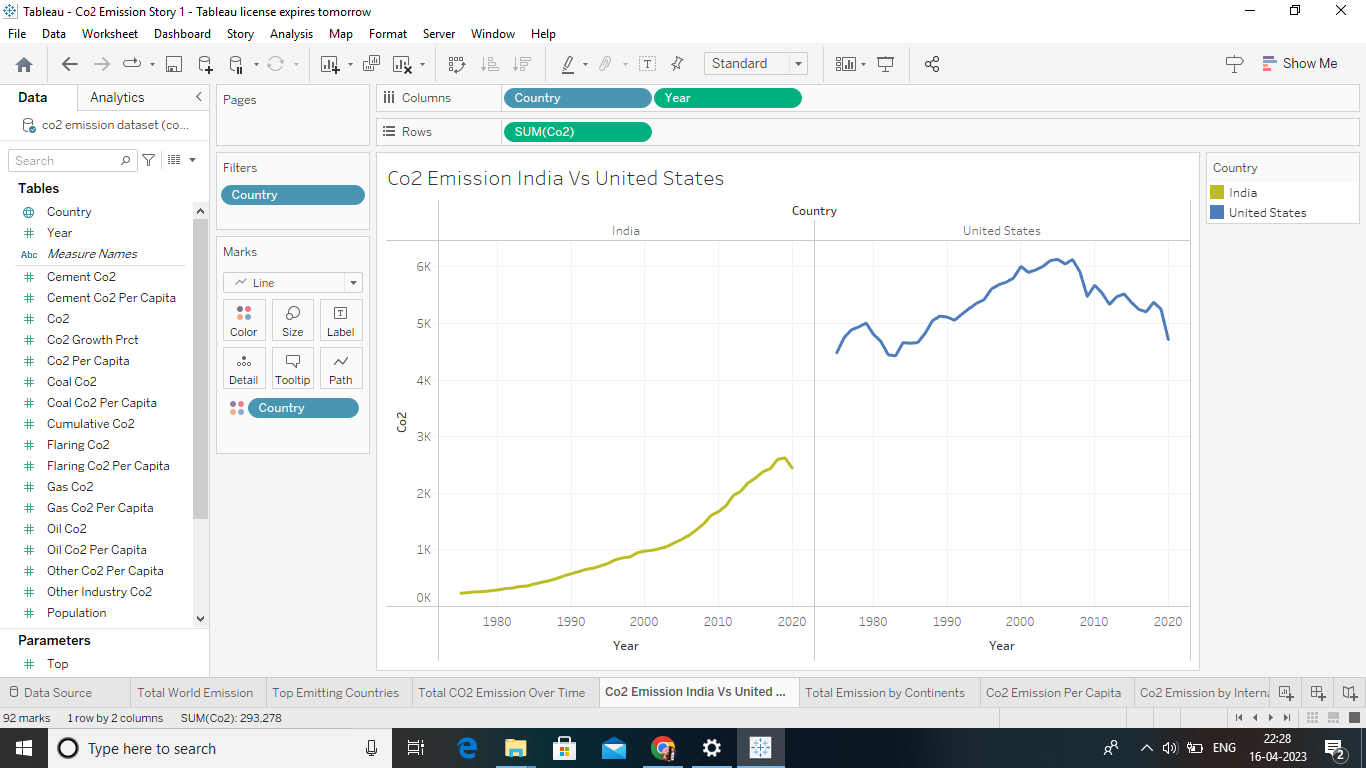 Tableau - Co2 Emission Story 1 - Tableau license expires tomorrow
File Data Worksheet Dashboard Story Analysis Map Format Server Window Help
Standard
Show Me
Data Analytics
co2 emission dataset (co...
Search
Tables
Country
Year
Abc Measure Names
Cement Co2
Cement Co2 Per Capita
Co2
Co2 Growth Prct
Co2 Per Capita
Coal Co2
Coal Co2 Per Capita
Cumulative Co2
Flaring Co2
Flaring Co2 Per Capita
Gas Co2
Gas Co2 Per Capita
Oil Co2
Oil Co2 Per Capita
Other Co2 Per Capita
Other Industry Co2
Population
Parameters
Top
Pages
Filters
Country
Marks
Line
Color Size Label
Detail Tooltip Path
Country
Columns Country Year
Rows SUM(Co2)
Co2 Emission India Vs United States
Country
India United States
6K
5K
4K
3K
2K
1K
0K
Co2
1980 1990 2000 2010 2020 1980 1990 2000 2010 2020
Year Year
Country
India
United States
Data Source Total World Emission Top Emitting Countries Total CO2 Emission Over Time Co2 Emission India Vs United ... Total Emission by Continents Co2 Emission Per Capita Co2 Emission by Interna
92 marks 1 row by 2 columns SUM(Co2): 293,278
Type here to search
ENG
22:28
16-04-2023
2